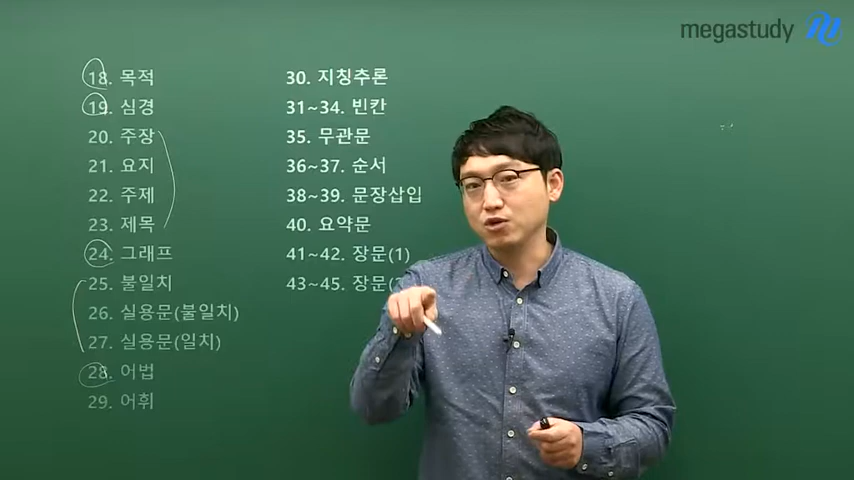 megastudy
18. 목적
19. 심경
20. 주장
21. 요지
22. 주제
23. 제목
24. 그래프
25. 불일치
26. 실용문(불일치)
27. 실용문(일치)
28. 어법
29. 어휘
30. 지칭추론
31~34. 빈칸
35. 무관문
36~37. 순서
38~39. 문장삽입
40. 요약문
41~42. 장문(1)
43~45. 장문